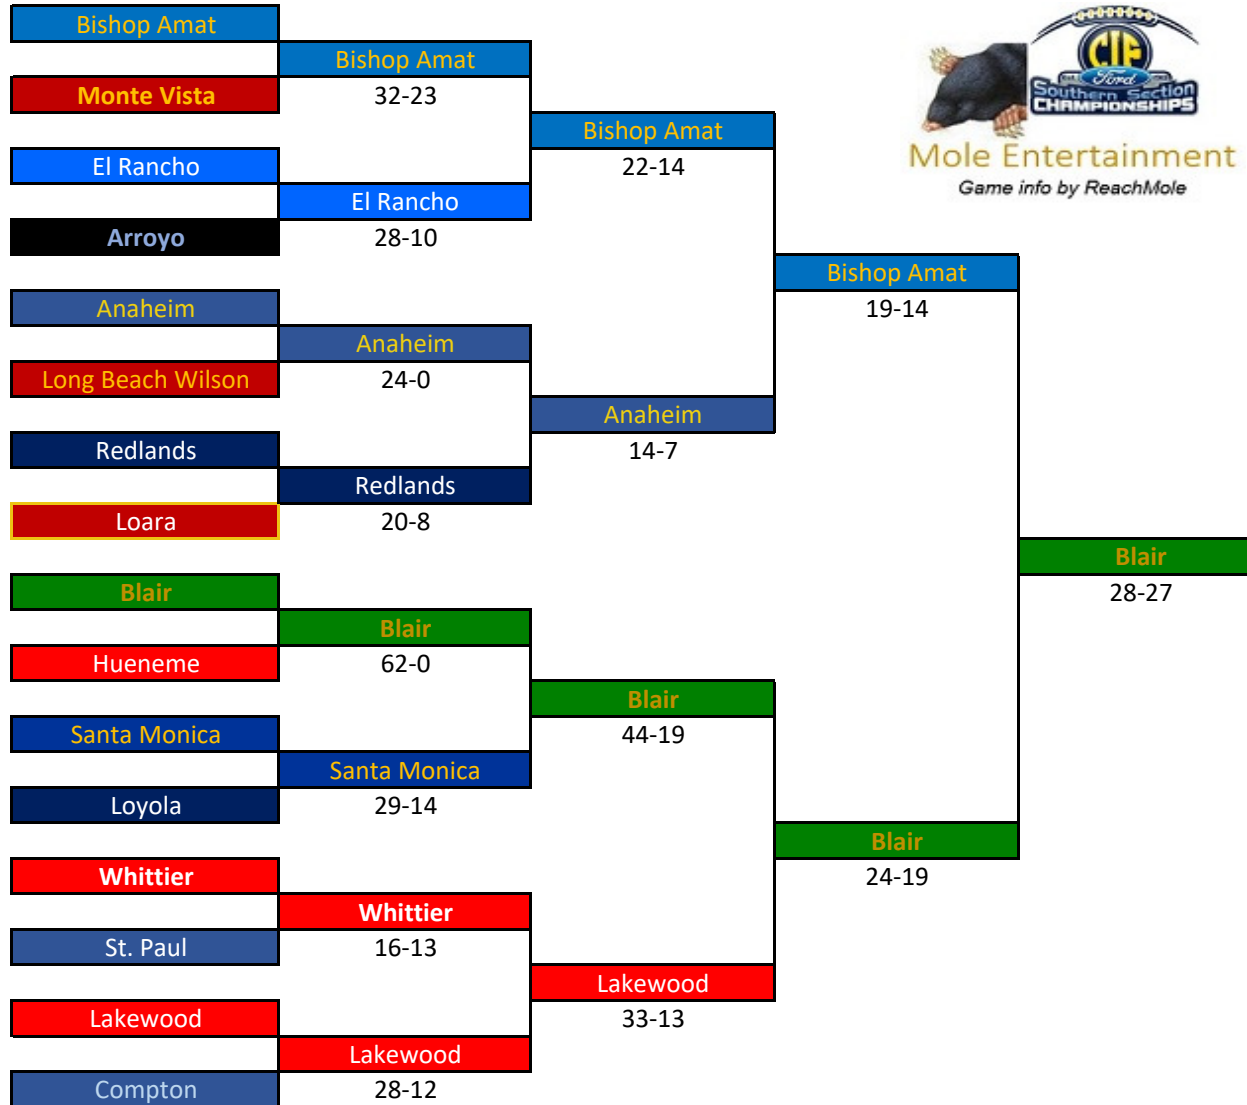 Bishop Amat
Bishop Amat
Monte Vista
32-23
Bishop Amat
El Rancho
22-14
El Rancho
Arroyo
28-10
Bishop Amat
Anaheim
19-14
Anaheim
Long Beach Wilson
24-0
Anaheim
Redlands
14-7
Redlands
Loara
20-8
Blair
Blair
28-27
Blair
Hueneme
62-0
Blair
Santa Monica
44-19
Santa Monica
Loyola
29-14
Blair
Whittier
24-19
Whittier
St. Paul
16-13
Lakewood
Lakewood
33-13
Lakewood
Compton
28-12
CIF
Ford
Southern Section
CHAMPIONSHIPS
Mole Entertainment
Game info by ReachMole